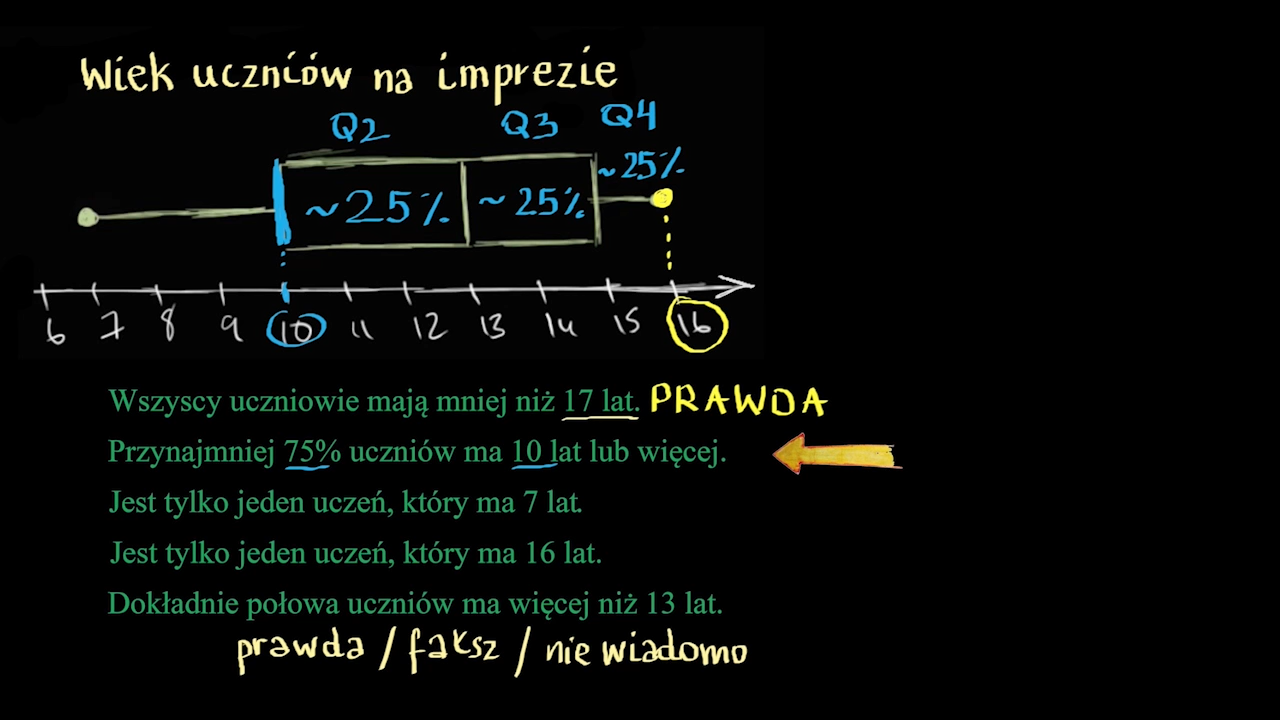 Wiek uczniów na imprezie
Q2 Q3 Q4
~25% ~25% ~25%
6 7 8 9 10 11 12 13 14 15 16
Wszyscy uczniowie mają mniej niż 17 lat. PRAWDA
Przynajmniej 75% uczniów ma 10 lat lub więcej.
Jest tylko jeden uczeń, który ma 7 lat.
Jest tylko jeden uczeń, który ma 16 lat.
Dokładnie połowa uczniów ma więcej niż 13 lat.
prawda / fałsz / nie wiadomo